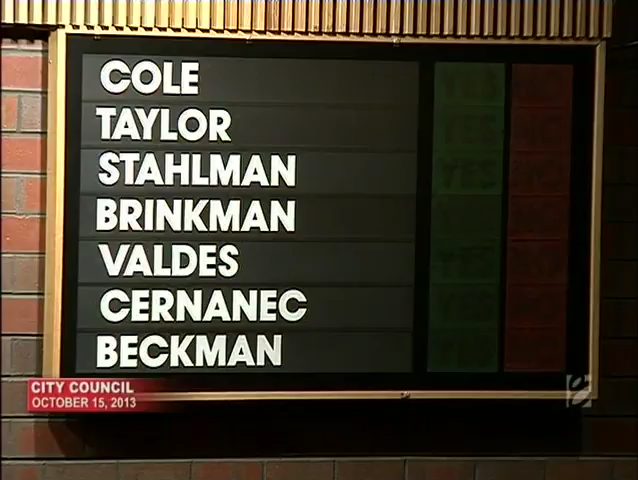 COLE
TAYLOR
STAHLMAN
BRINKMAN
VALDES
CERNANEC
BECKMAN
CITY COUNCIL
OCTOBER 15, 2013